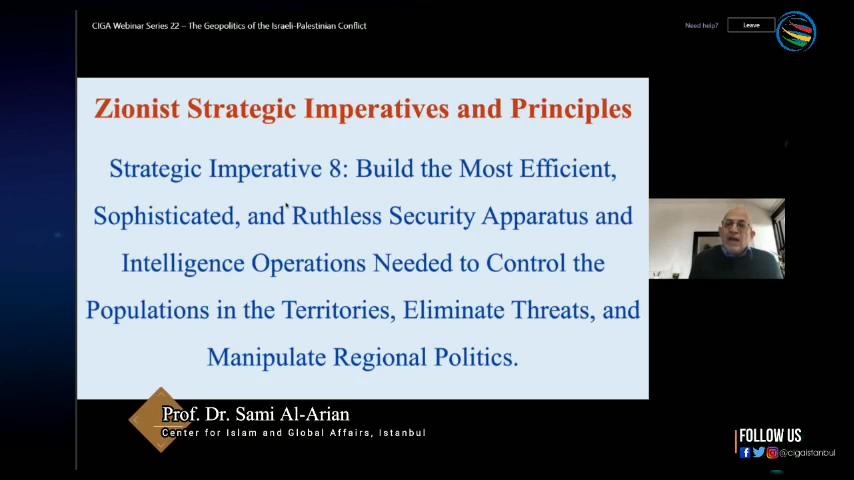 CIGA Webinar Series 22 – The Geopolitics of the Israeli-Palestinian Conflict
Need help?
Leave
Zionist Strategic Imperatives and Principles
Strategic Imperative 8: Build the Most Efficient,
Sophisticated, and Ruthless Security Apparatus and
Intelligence Operations Needed to Control the
Populations in the Territories, Eliminate Threats, and
Manipulate Regional Politics.
Prof. Dr. Sami Al-Arian
Center for Islam and Global Affairs, Istanbul
FOLLOW US
@cigaistanbul